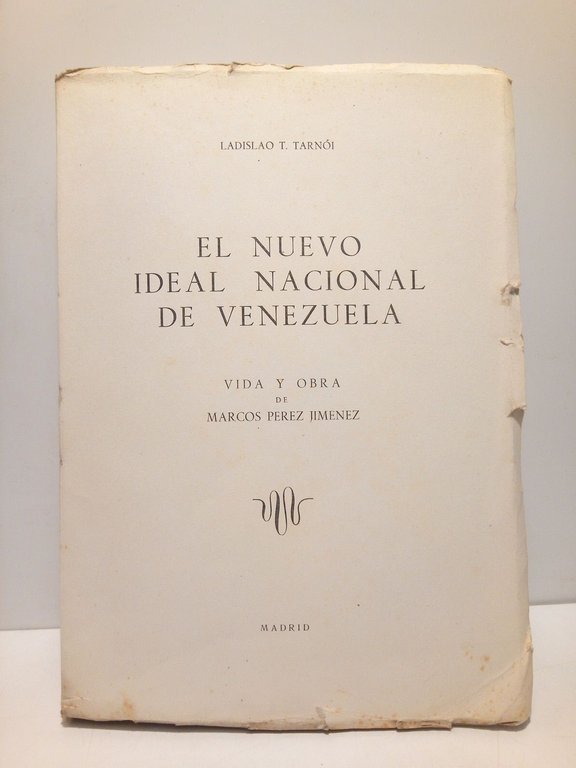 LADISLAO T. TARNÓI
EL NUEVO
IDEAL NACIONAL
DE VENEZUELA
VIDA Y OBRA
DE
MARCOS PEREZ JIMENEZ
MADRID